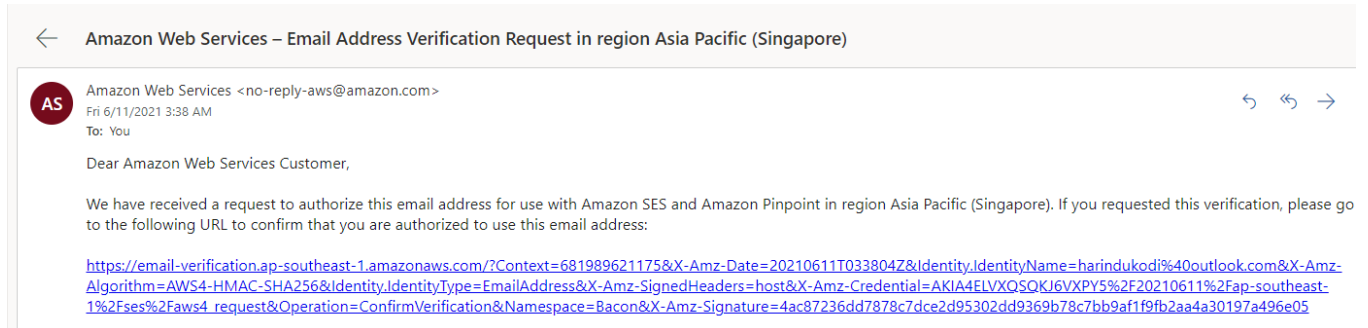 Amazon Web Services – Email Address Verification Request in region Asia Pacific (Singapore)
AS
Amazon Web Services <no-reply-aws@amazon.com>
Fri 6/11/2021 3:38 AM
To: You
Dear Amazon Web Services Customer,
We have received a request to authorize this email address for use with Amazon SES and Amazon Pinpoint in region Asia Pacific (Singapore). If you requested this verification, please go
to the following URL to confirm that you are authorized to use this email address:
https://email-verification.ap-southeast-1.amazonaws.com/?Context=681989621175&X-Amz-Date=20210611T033804Z&Identity.IdentityName=harindukodi%40outlook.com&X-Amz-
Algorithm=AWS4-HMAC-SHA256&Identity.IdentityType=EmailAddress&X-Amz-SignedHeaders=host&X-Amz-Credential=AKIA4ELVXQSQKJ6VXPY5%2F20210611%2Fap-southeast-
1%2Fses%2Faws4_request&Operation=ConfirmVerification&Namespace=Bacon&X-Amz-Signature=4ac87236dd7878c7dce2d95302dd9369b78c7bb9af1f9fb2aa4a30197a496e05